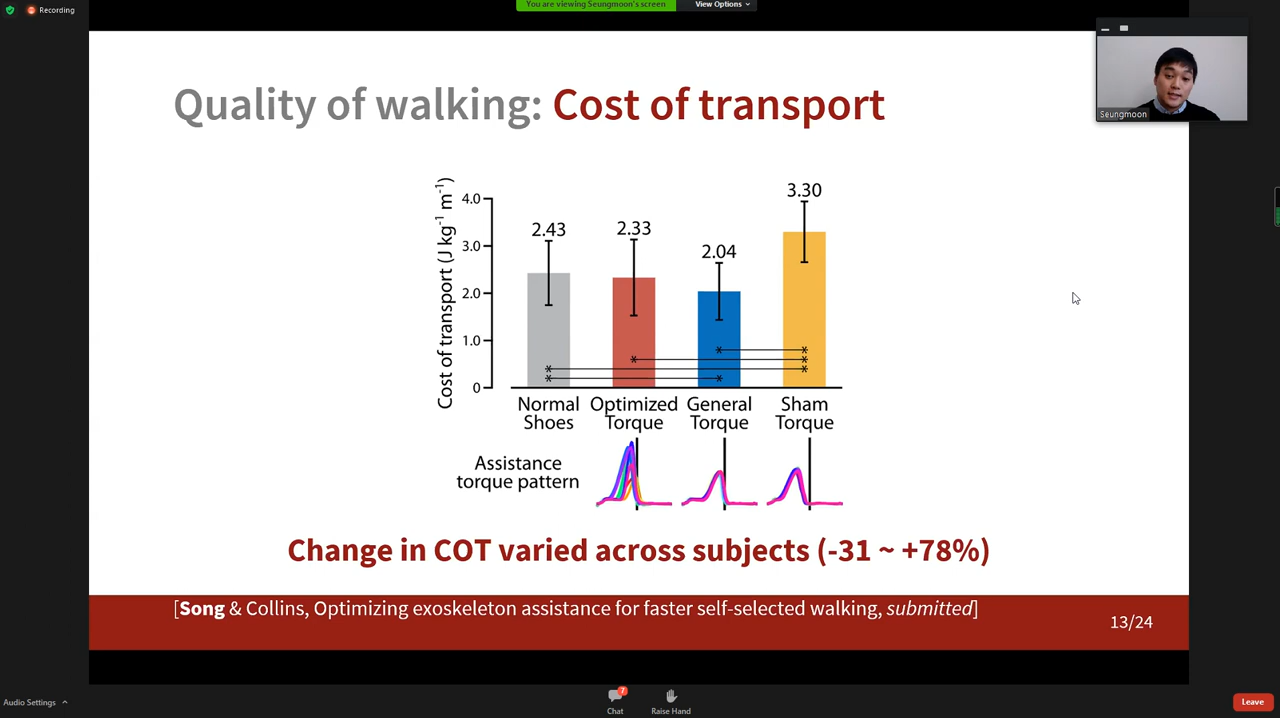 Recording
You are viewing Seungmoon's screen
View Options
Seungmoon
Quality of walking: Cost of transport
Cost of transport (J kg⁻¹ m⁻¹)
4.0
3.0
2.0
1.0
0
2.43
2.33
2.04
3.30
* *
* *
* *
* *
Normal Shoes
Optimized Torque
General Torque
Sham Torque
Assistance
torque pattern
Change in COT varied across subjects (-31 ~ +78%)
[Song & Collins, Optimizing exoskeleton assistance for faster self-selected walking, submitted]
13/24
Audio Settings
7
Chat
Raise Hand
Leave